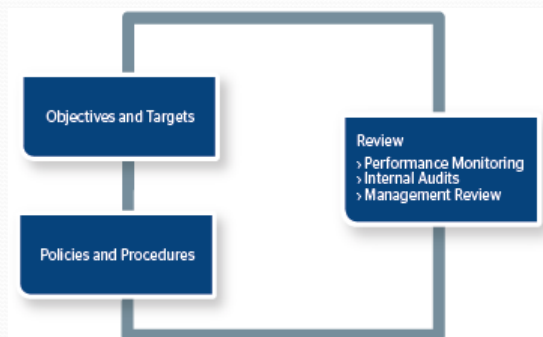 Objectives and Targets
Policies and Procedures
Review
› Performance Monitoring
› Internal Audits
› Management Review